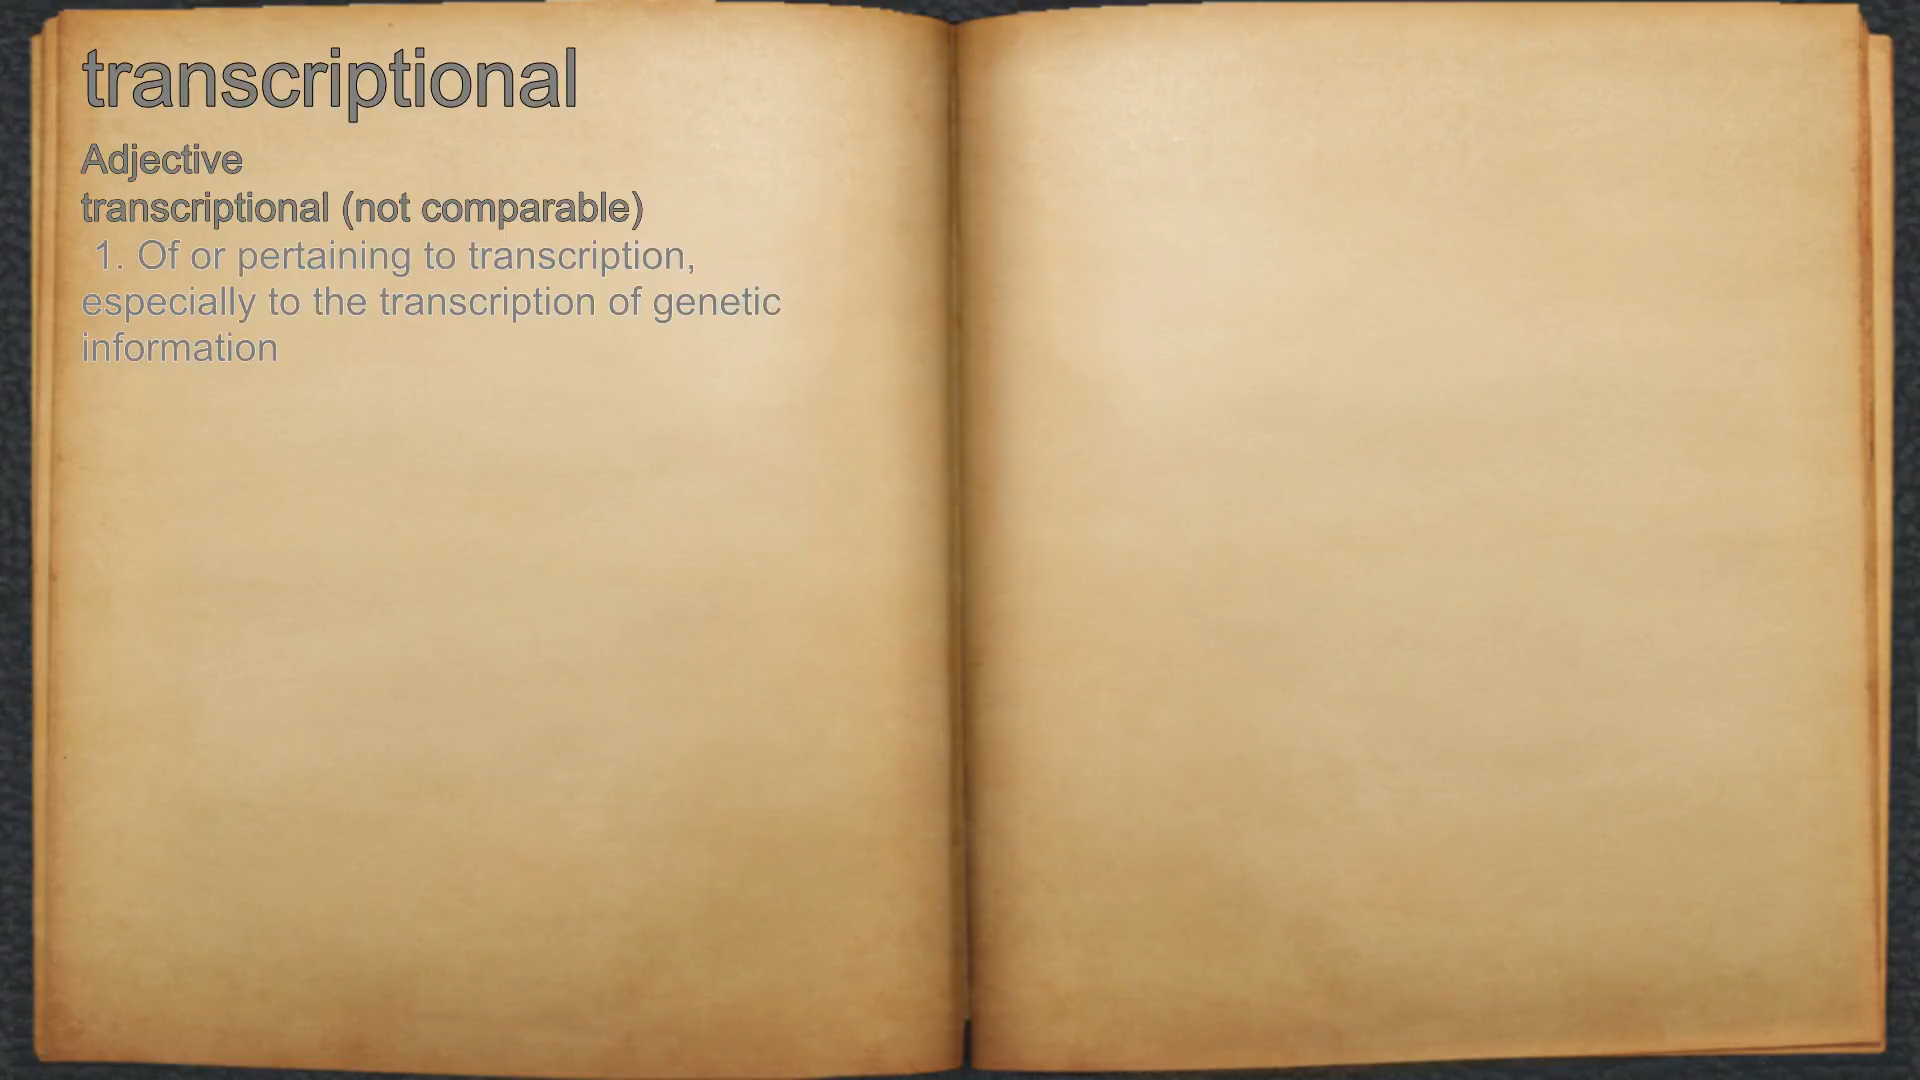 transcriptional
Adjective
transcriptional (not comparable)
1. Of or pertaining to transcription,
especially to the transcription of genetic
information